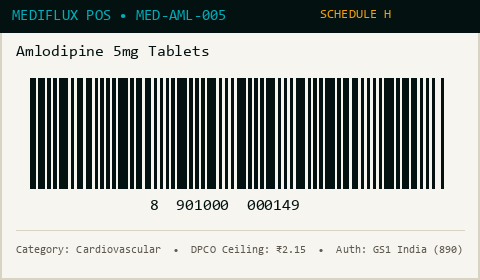 MEDIFLUX POS • MED-AML-005 SCHEDULE H
Amlodipine 5mg Tablets
8 901000 000149
Category: Cardiovascular • DPCO Ceiling: ₹2.15 • Auth: GS1 India (890)